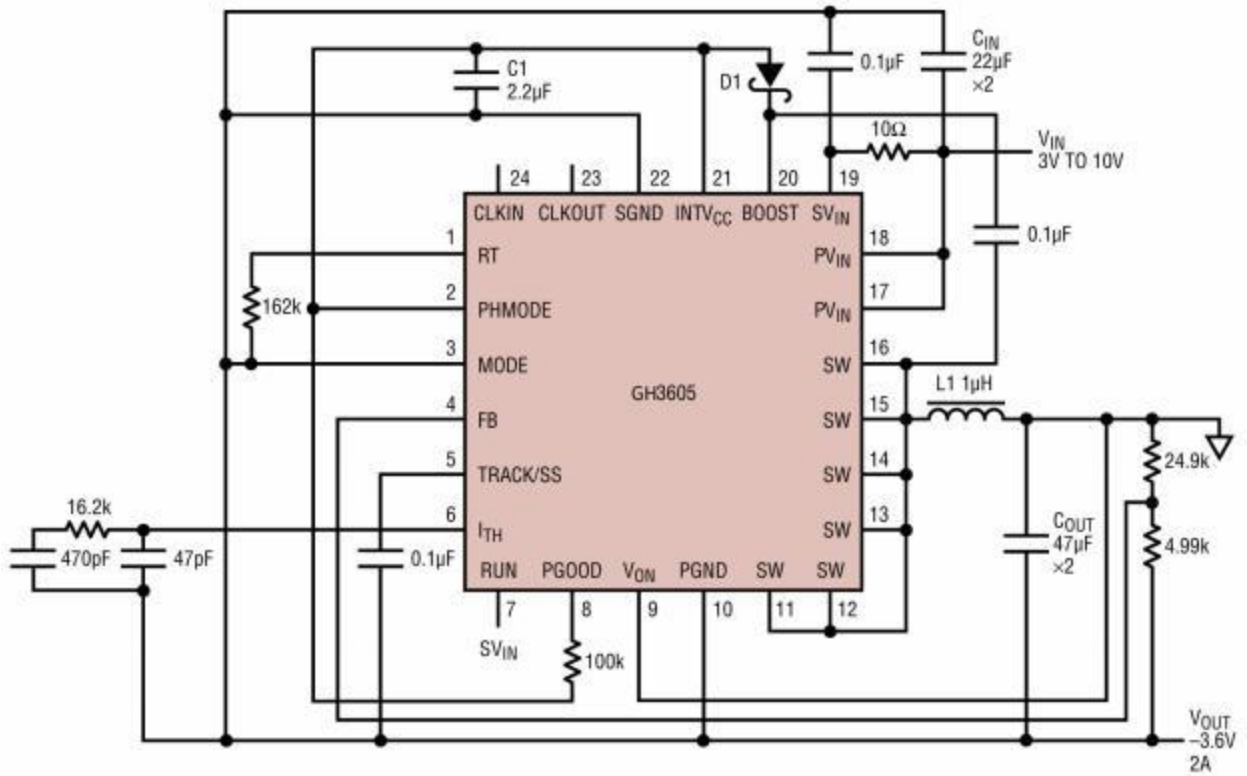 C1
2.2µF
D1
0.1µF
CIN
22µF
×2
10Ω
VIN
3V TO 10V
24
23
22
21
20
19
CLKIN
CLKOUT
SGND
INTVCC
BOOST
SVIN
0.1µF
1
RT
18
PVIN
162k
2
PHMODE
17
PVIN
3
MODE
16
SW
GH3605
L1 1µH
4
FB
15
SW
24.9k
5
TRACK/SS
14
SW
16.2k
6
ITH
13
SW
470pF
47pF
0.1µF
COUT
47µF
×2
4.99k
RUN
PGOOD
VON
PGND
SW
SW
7
8
9
10
11
12
SVIN
100k
VOUT
–3.6V
2A